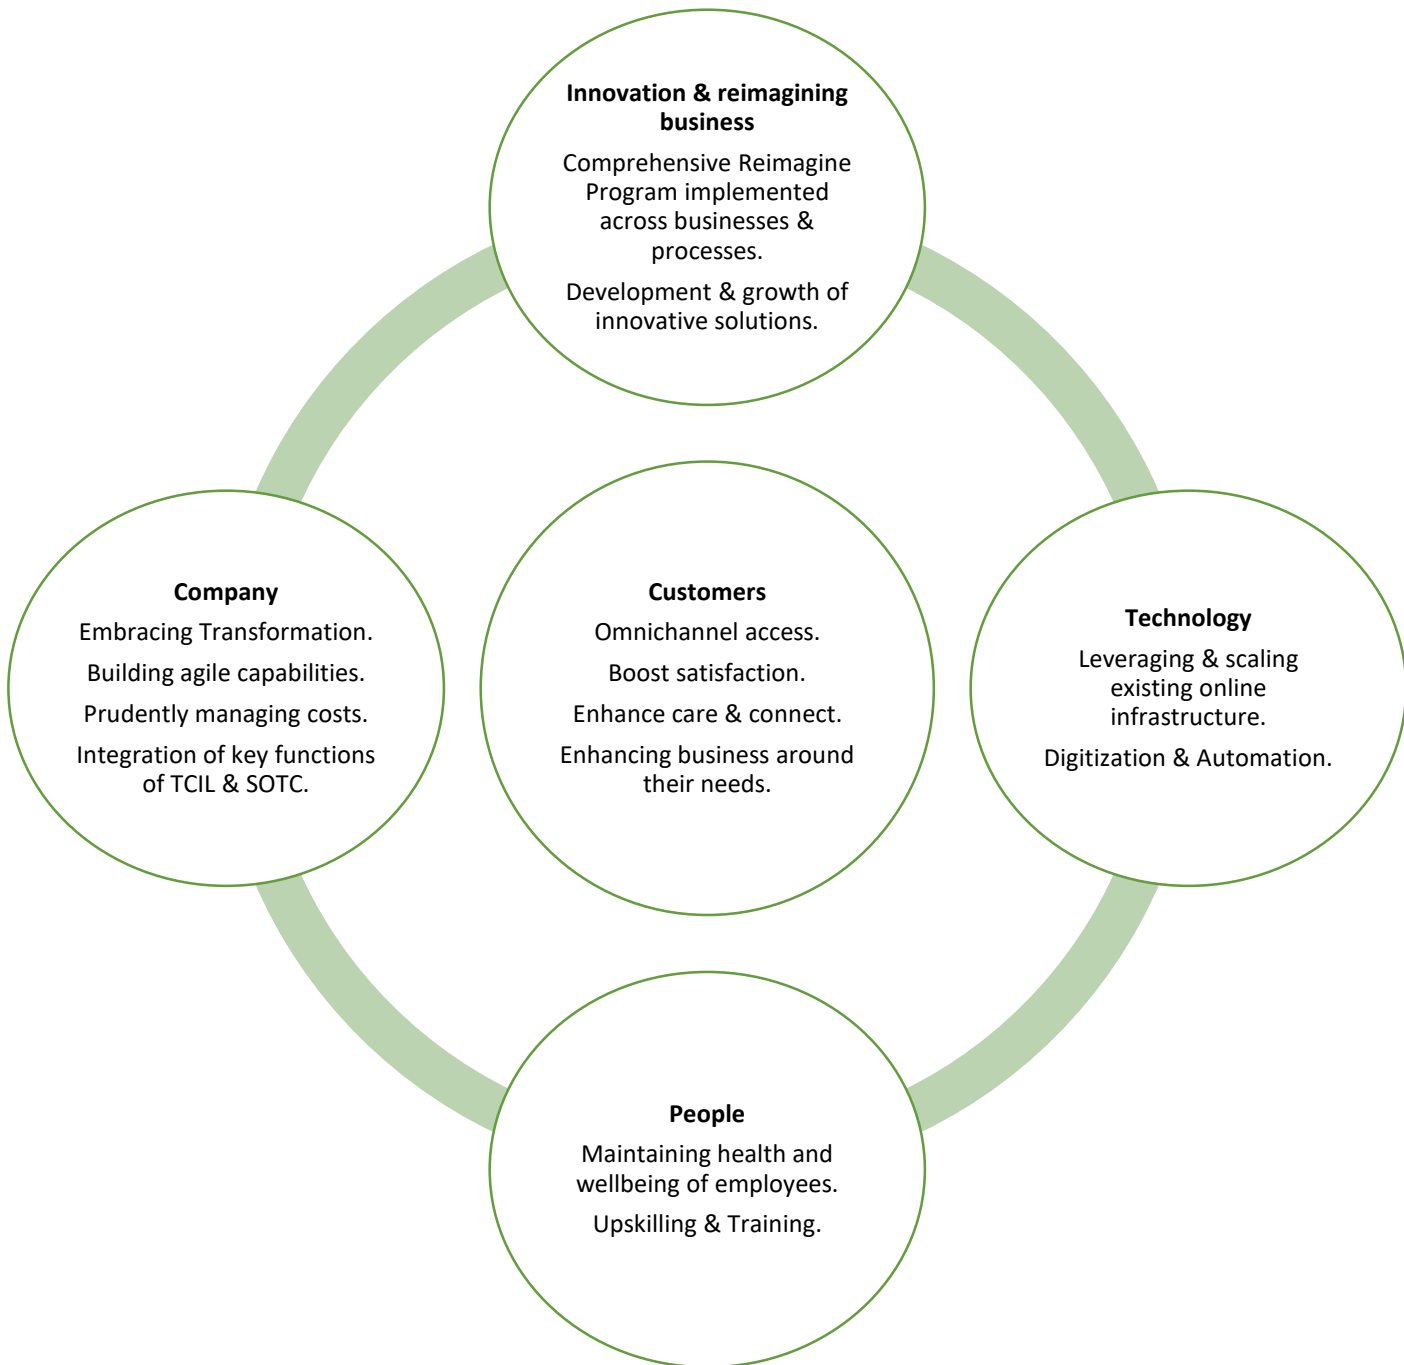 Innovation & reimagining
business
Comprehensive Reimagine
Program implemented
across businesses &
processes.
Development & growth of
innovative solutions.
Company
Embracing Transformation.
Building agile capabilities.
Prudently managing costs.
Integration of key functions
of TCIL & SOTC.
Customers
Omnichannel access.
Boost satisfaction.
Enhance care & connect.
Enhancing business around
their needs.
Technology
Leveraging & scaling
existing online
infrastructure.
Digitization & Automation.
People
Maintaining health and
wellbeing of employees.
Upskilling & Training.